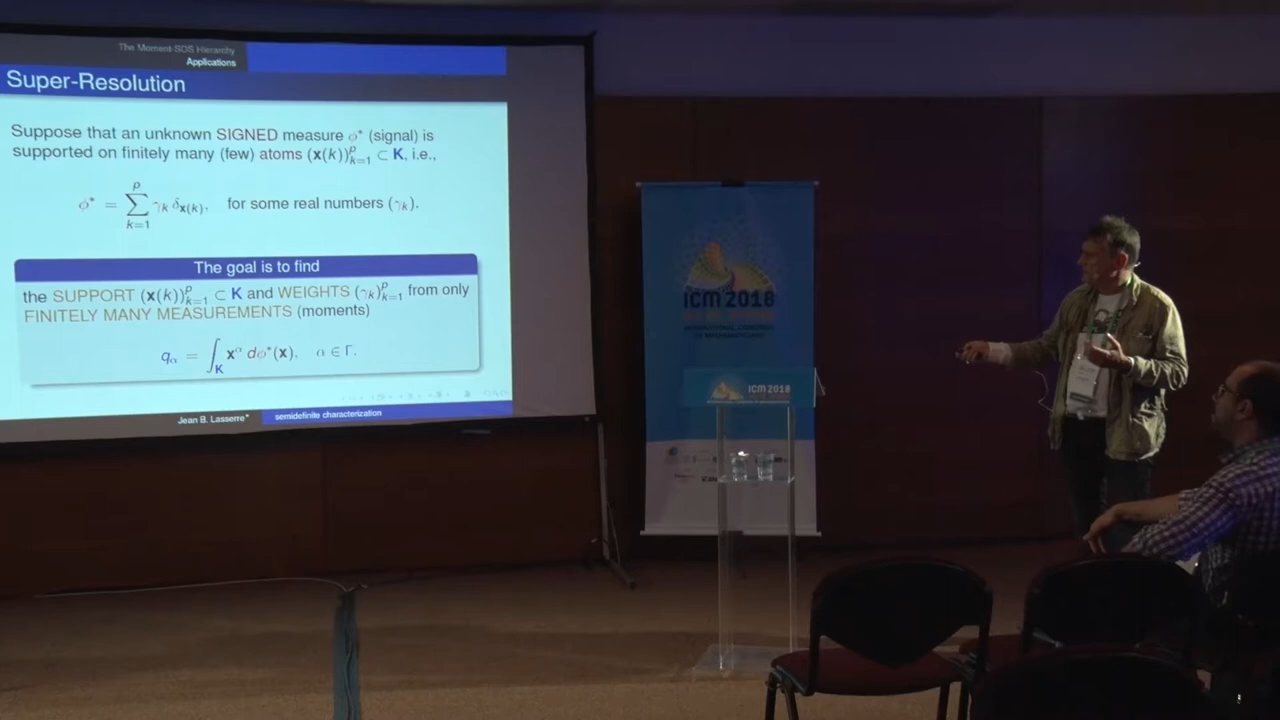 The Moment-SOS Hierarchy
Applications
Super-Resolution
Suppose that an unknown SIGNED measure ϕ* (signal) is
supported on finitely many (few) atoms (x(k))ᵖₖ₌₁ ⊂ K, i.e.,
ϕ* = ∑ᵖₖ₌₁ γₖ δₓ₍ₖ₎, for some real numbers (γₖ).
The goal is to find
the SUPPORT (x(k))ᵖₖ₌₁ ⊂ K and WEIGHTS (γₖ)ᵖₖ₌₁ from only
FINITELY MANY MEASUREMENTS (moments)
qα = ∫_K x^α dϕ*(x), α ∈ Γ.
Jean B. Lasserre* semidefinite characterization
ICM 2018
ICM 2018